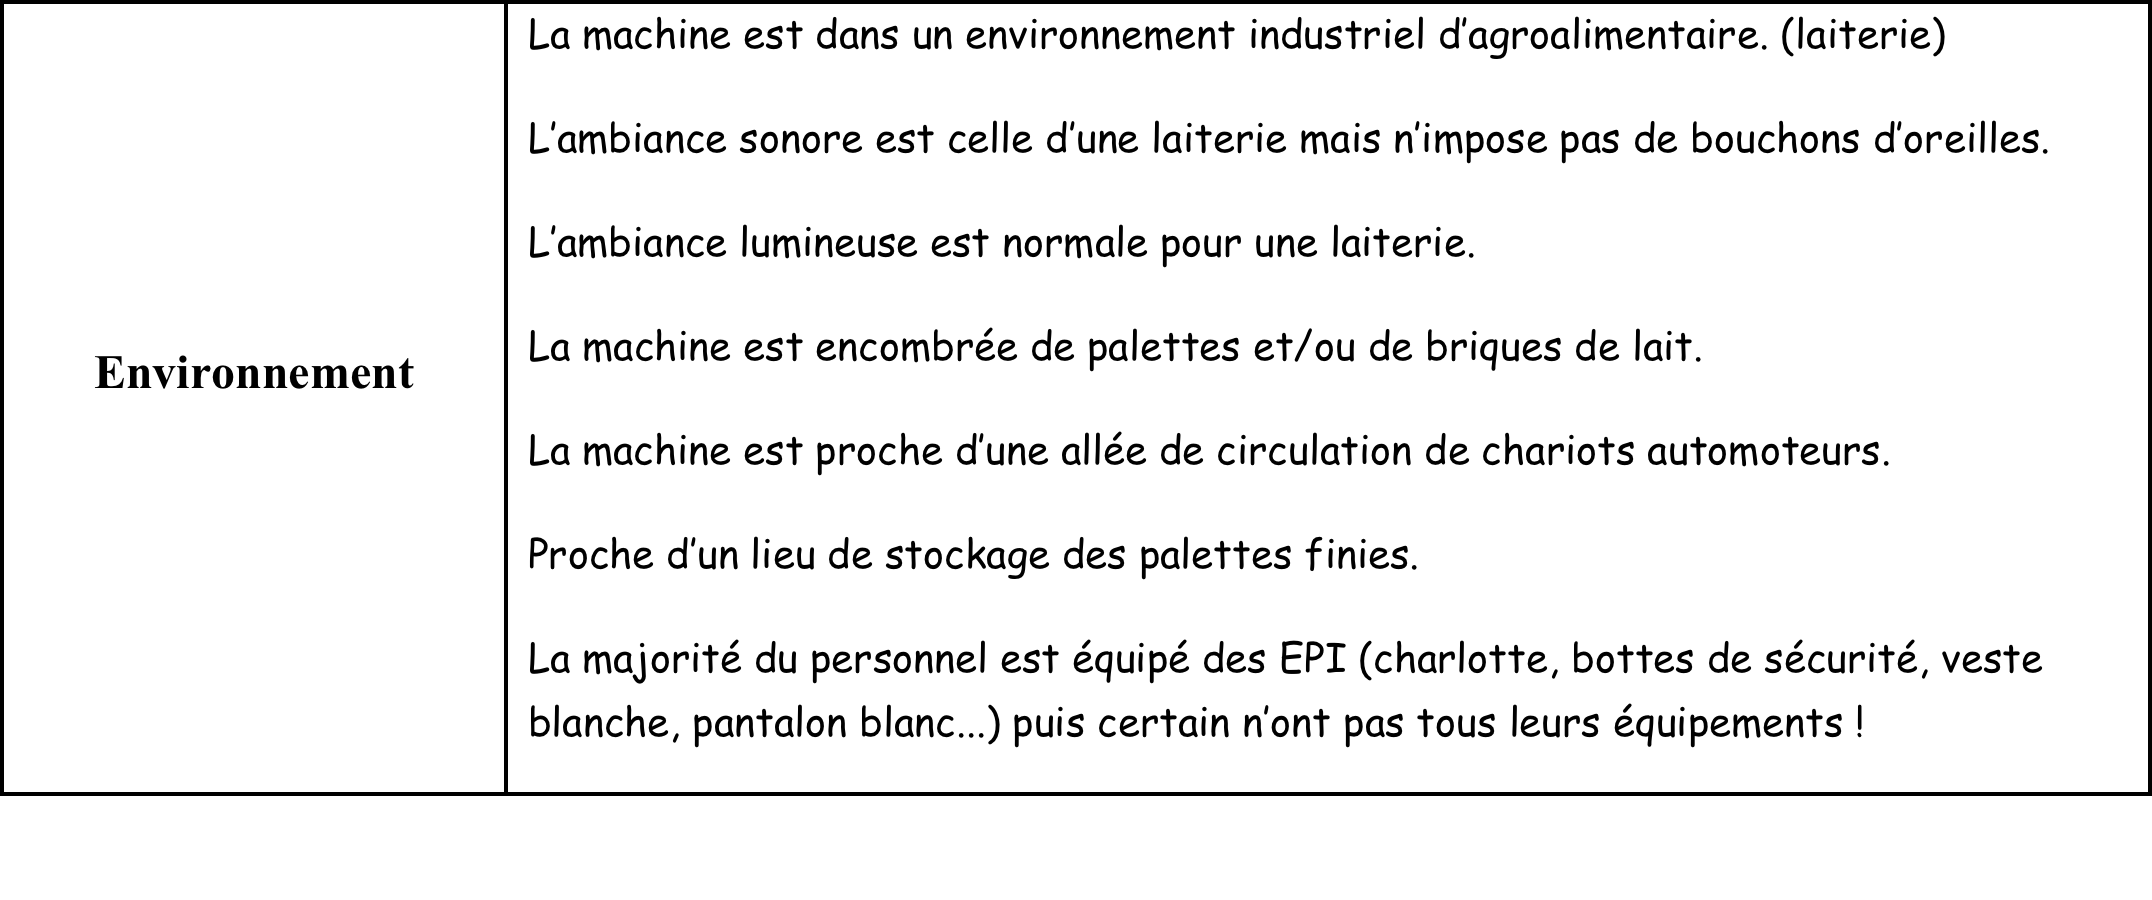 La machine est dans un environnement industriel d’agroalimentaire. (laiterie)
L’ambiance sonore est celle d’une laiterie mais n’impose pas de bouchons d’oreilles.
L’ambiance lumineuse est normale pour une laiterie.
La machine est encombrée de palettes et/ou de briques de lait.
Environnement
La machine est proche d’une allée de circulation de chariots automoteurs.
Proche d’un lieu de stockage des palettes finies.
La majorité du personnel est équipé des EPI (charlotte, bottes de sécurité, veste
blanche, pantalon blanc...) puis certain n’ont pas tous leurs équipements !